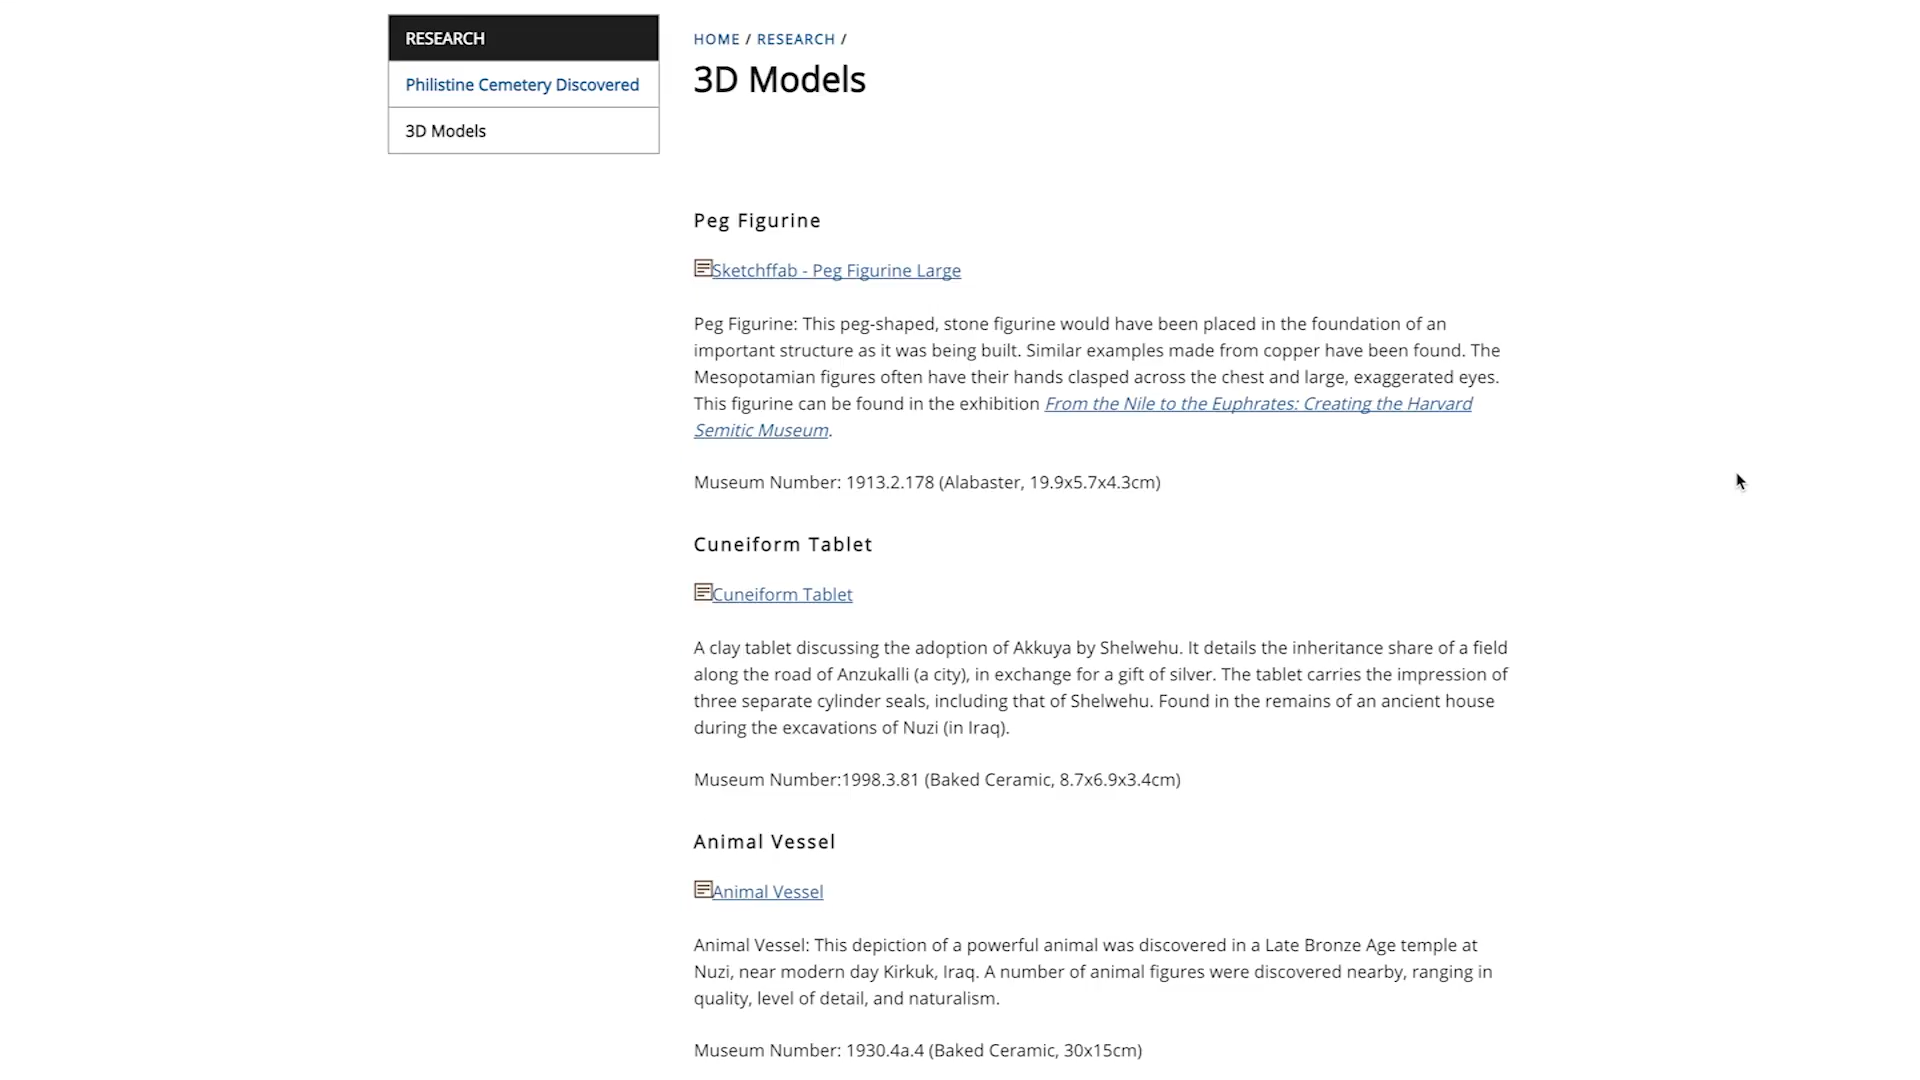 RESEARCH
Philistine Cemetery Discovered
3D Models
HOME / RESEARCH /
3D Models
Peg Figurine
Sketchffab - Peg Figurine Large
Peg Figurine: This peg-shaped, stone figurine would have been placed in the foundation of an
important structure as it was being built. Similar examples made from copper have been found. The
Mesopotamian figures often have their hands clasped across the chest and large, exaggerated eyes.
This figurine can be found in the exhibition From the Nile to the Euphrates: Creating the Harvard
Semitic Museum.
Museum Number: 1913.2.178 (Alabaster, 19.9x5.7x4.3cm)
Cuneiform Tablet
Cuneiform Tablet
A clay tablet discussing the adoption of Akkuya by Shelwehu. It details the inheritance share of a field
along the road of Anzukalli (a city), in exchange for a gift of silver. The tablet carries the impression of
three separate cylinder seals, including that of Shelwehu. Found in the remains of an ancient house
during the excavations of Nuzi (in Iraq).
Museum Number:1998.3.81 (Baked Ceramic, 8.7x6.9x3.4cm)
Animal Vessel
Animal Vessel
Animal Vessel: This depiction of a powerful animal was discovered in a Late Bronze Age temple at
Nuzi, near modern day Kirkuk, Iraq. A number of animal figures were discovered nearby, ranging in
quality, level of detail, and naturalism.
Museum Number: 1930.4a.4 (Baked Ceramic, 30x15cm)